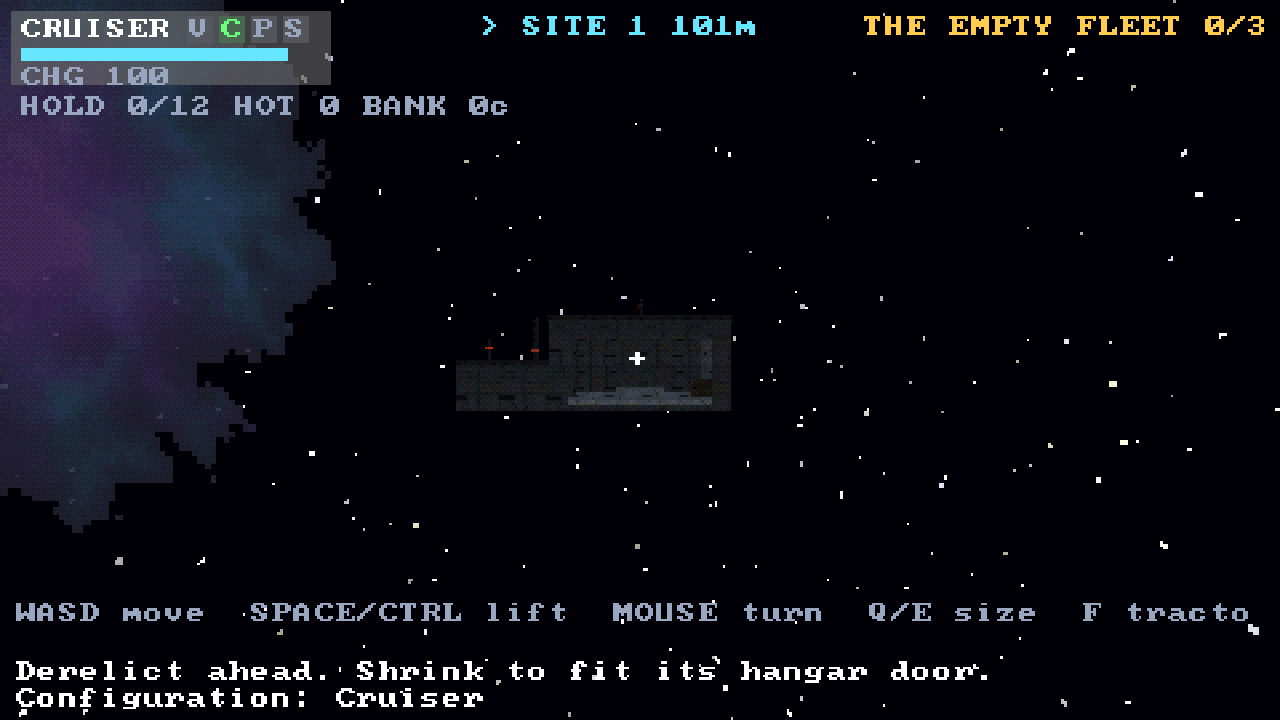 CRUISER V C P S
> SITE 1 101m
THE EMPTY FLEET 0/3
CHG 100
HOLD 0/12 HOT 0 BANK 0c
WASD move SPACE/CTRL lift MOUSE turn Q/E size F tracto
Derelict ahead. Shrink to fit its hangar door.
Configuration: Cruiser